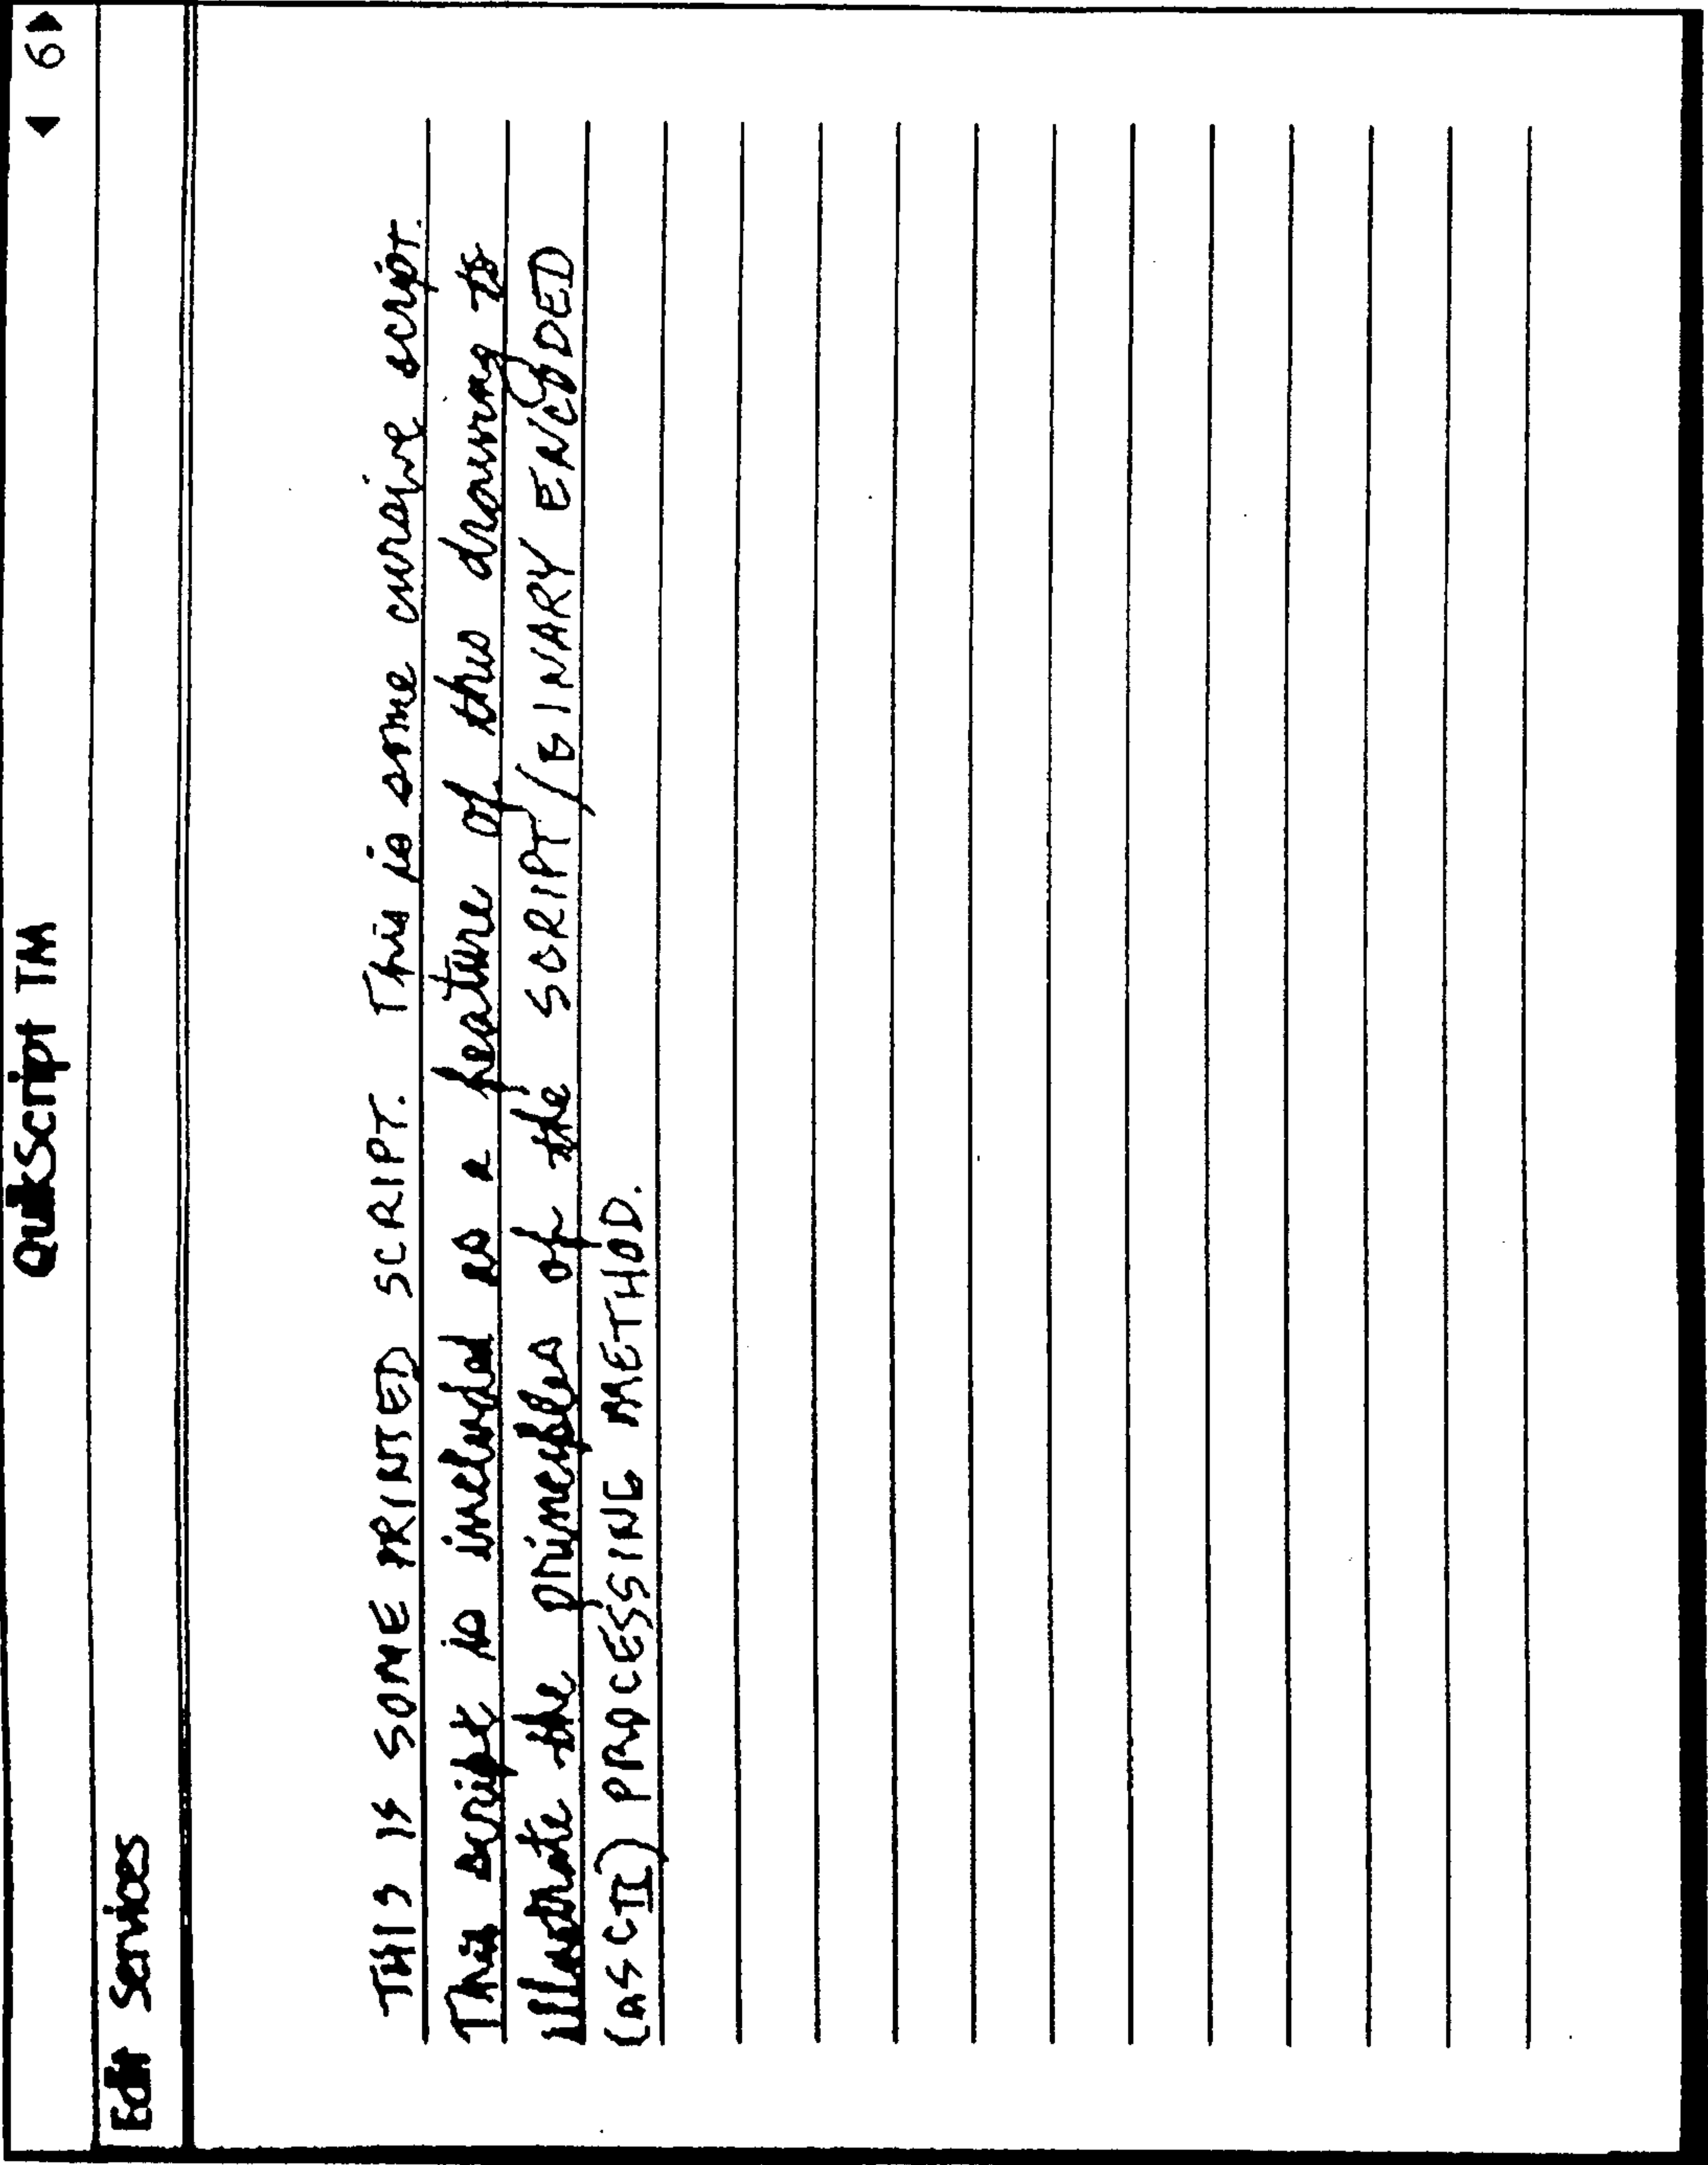 QuikScript TM ◀ 6 ▶
Edit Services
THIS IS SOME PRINTED SCRIPT. This is some cursive script.
This script is included as a feature of this drawing to
illustrate the principles of the SCRIPT/BINARY ENCODED
(ASCII) PROCESSING METHOD.